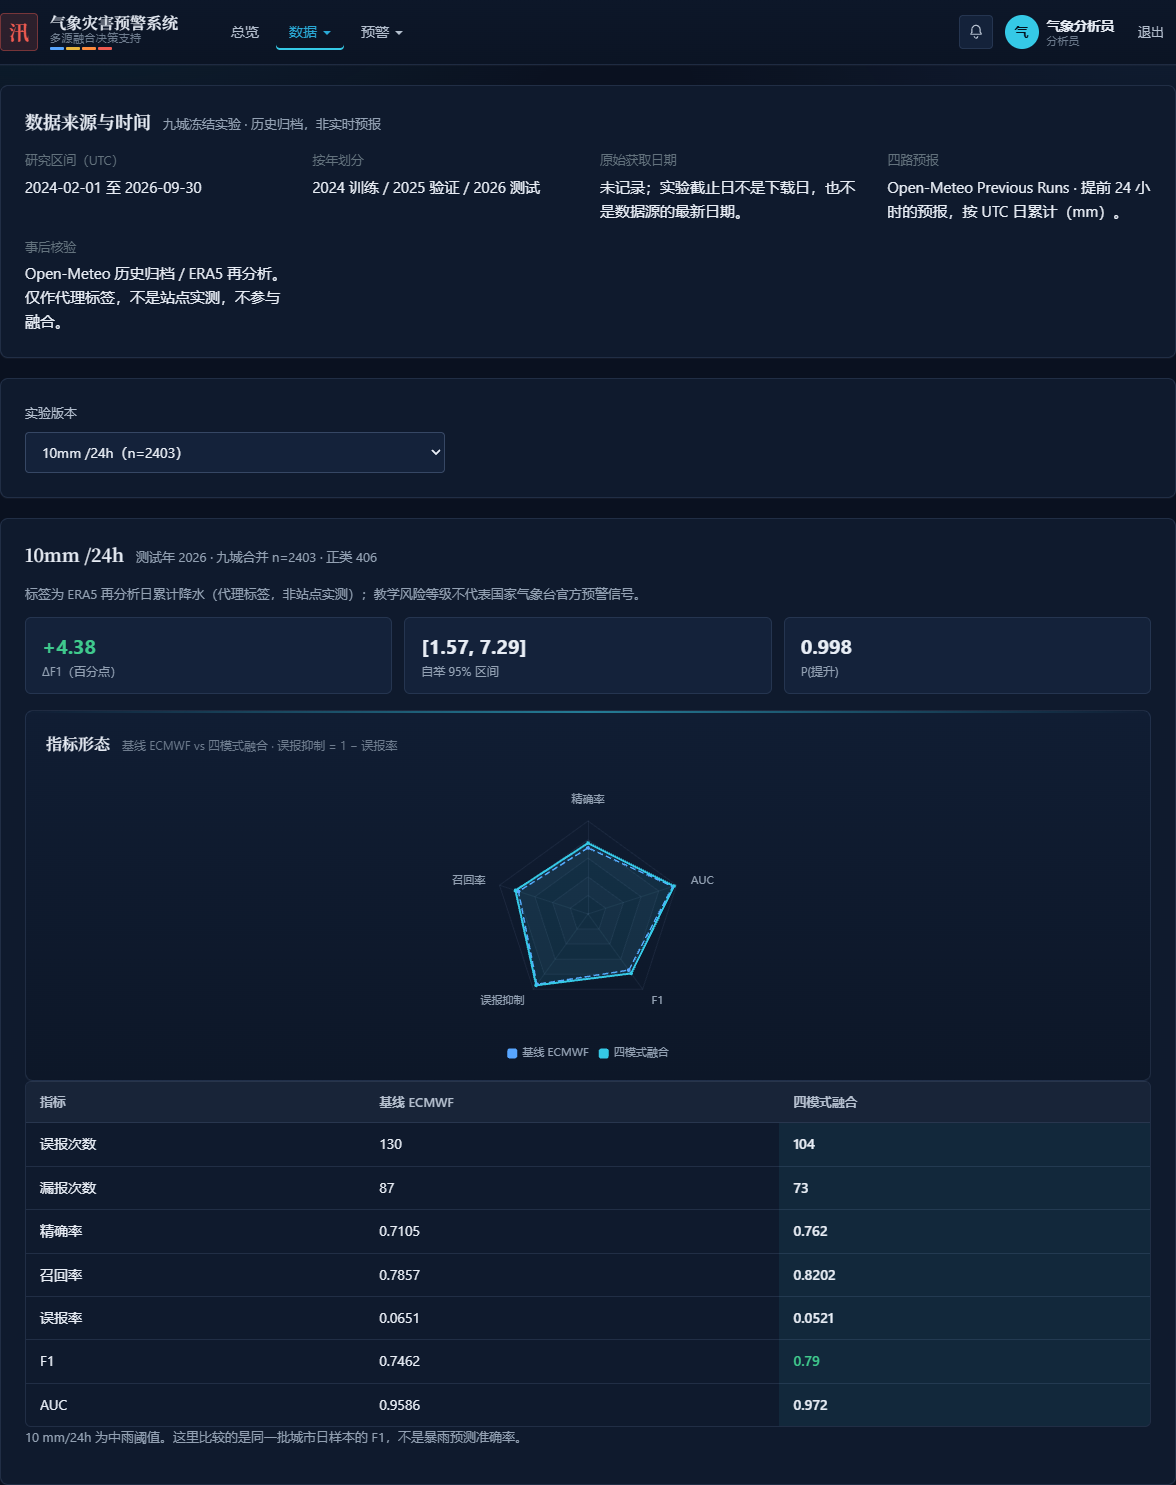 汛
气象灾害预警系统
多源融合决策支持
总览
数据
预警
气
气象分析员
分析员
退出
数据来源与时间 九城冻结实验 · 历史归档，非实时预报
研究区间（UTC）
2024-02-01 至 2026-09-30
按年划分
2024 训练 / 2025 验证 / 2026 测试
原始获取日期
未记录；实验截止日不是下载日，也不
是数据源的最新日期。
四路预报
Open-Meteo Previous Runs · 提前 24 小
时的预报，按 UTC 日累计（mm）。
事后核验
Open-Meteo 历史归档 / ERA5 再分析。
仅作代理标签，不是站点实测，不参与
融合。
实验版本
10mm /24h（n=2403）
10mm /24h 测试年 2026 · 九城合并 n=2403 · 正类 406
标签为 ERA5 再分析日累计降水（代理标签，非站点实测）；教学风险等级不代表国家气象台官方预警信号。
+4.38
ΔF1（百分点）
[1.57, 7.29]
自举 95% 区间
0.998
P(提升)
指标形态 基线 ECMWF vs 四模式融合 · 误报抑制 = 1 − 误报率
精确率
召回率
AUC
误报抑制
F1
基线 ECMWF 四模式融合
指标 基线 ECMWF 四模式融合
误报次数 130 104
漏报次数 87 73
精确率 0.7105 0.762
召回率 0.7857 0.8202
误报率 0.0651 0.0521
F1 0.7462 0.79
AUC 0.9586 0.972
10 mm/24h 为中雨阈值。这里比较的是同一批城市日样本的 F1，不是暴雨预测准确率。